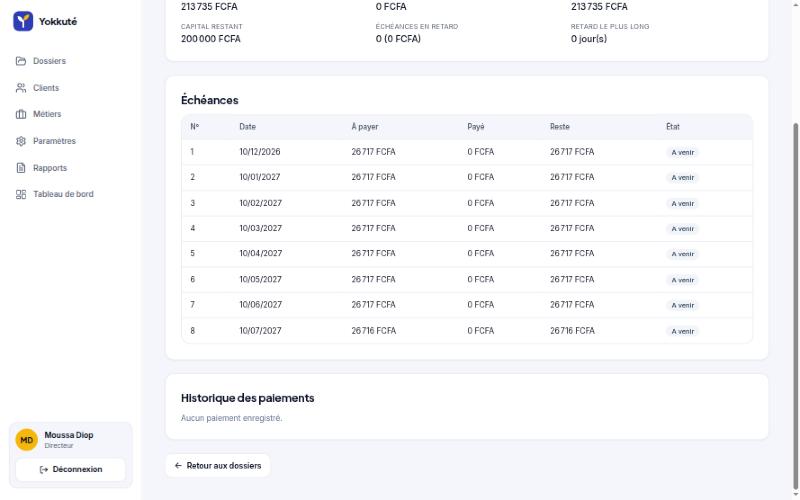 Yokkuté
Dossiers
Clients
Métiers
Paramètres
Rapports
Tableau de bord
MD
Moussa Diop
Directeur
Déconnexion
213 735 FCFA 0 FCFA 213 735 FCFA
CAPITAL RESTANT ÉCHÉANCES EN RETARD RETARD LE PLUS LONG
200 000 FCFA 0 (0 FCFA) 0 jour(s)
Échéances
N° Date À payer Payé Reste État
1 10/12/2026 26 717 FCFA 0 FCFA 26 717 FCFA A venir
2 10/01/2027 26 717 FCFA 0 FCFA 26 717 FCFA A venir
3 10/02/2027 26 717 FCFA 0 FCFA 26 717 FCFA A venir
4 10/03/2027 26 717 FCFA 0 FCFA 26 717 FCFA A venir
5 10/04/2027 26 717 FCFA 0 FCFA 26 717 FCFA A venir
6 10/05/2027 26 717 FCFA 0 FCFA 26 717 FCFA A venir
7 10/06/2027 26 717 FCFA 0 FCFA 26 717 FCFA A venir
8 10/07/2027 26 716 FCFA 0 FCFA 26 716 FCFA A venir
Historique des paiements
Aucun paiement enregistré.
← Retour aux dossiers